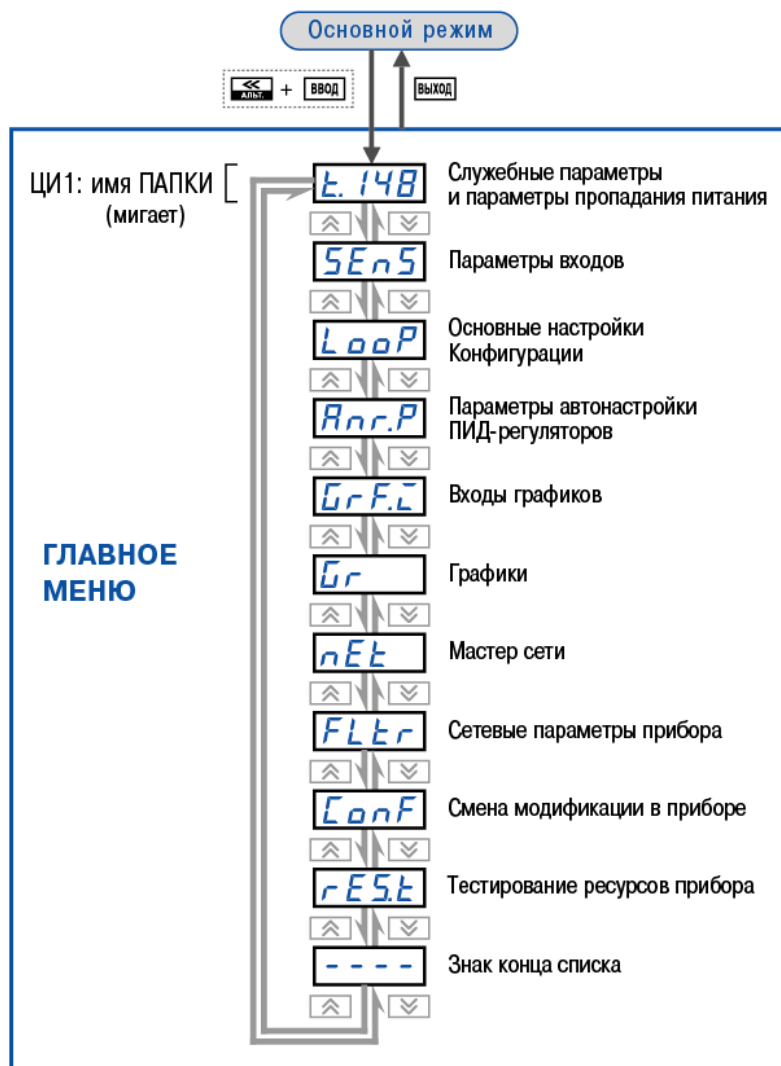 Основной режим
<<
АЛЬТ. + ВВОД
ВЫХОД
ЦИ1: имя ПАПКИ
(мигает)
t.148
Служебные параметры
и параметры пропадания питания
SEnS
Параметры входов
LooP
Основные настройки
Конфигурации
Anr.P
Параметры автонастройки
ПИД-регуляторов
GrF.i
Входы графиков
ГЛАВНОЕ
МЕНЮ
Gr
Графики
nEt
Мастер сети
FLtr
Сетевые параметры прибора
ConF
Смена модификации в приборе
rES.t
Тестирование ресурсов прибора
----
Знак конца списка